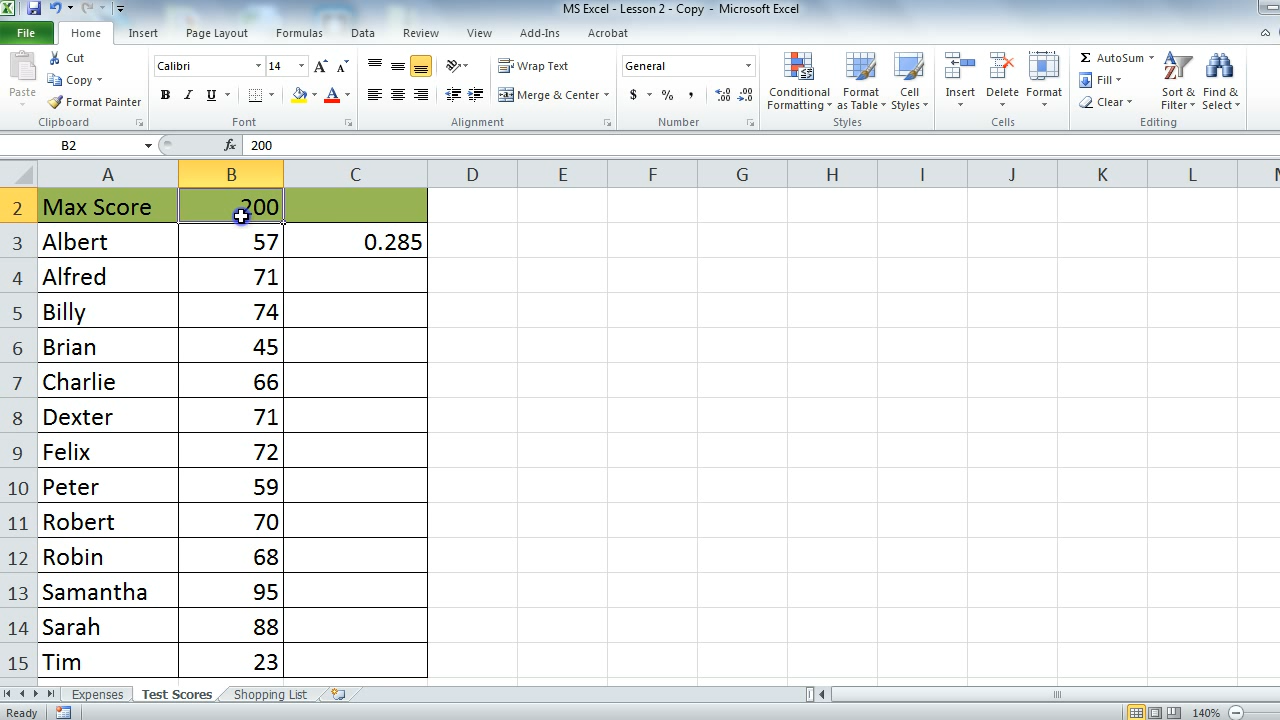 MS Excel - Lesson 2 - Copy - Microsoft Excel
File Home Insert Page Layout Formulas Data Review View Add-Ins Acrobat
Paste
Cut
Copy
Format Painter
Clipboard
Calibri 14
B I U
Font
Wrap Text
Merge & Center
Alignment
General
$ % ,
Number
Conditional Formatting
Format as Table
Cell Styles
Styles
Insert
Delete
Format
Cells
AutoSum
Fill
Clear
Sort & Filter
Find & Select
Editing
B2 fx 200
A B C D E F G H I J K L M
2 Max Score 200
3 Albert 57 0.285
4 Alfred 71
5 Billy 74
6 Brian 45
7 Charlie 66
8 Dexter 71
9 Felix 72
10 Peter 59
11 Robert 70
12 Robin 68
13 Samantha 95
14 Sarah 88
15 Tim 23
Expenses Test Scores Shopping List
Ready 140%